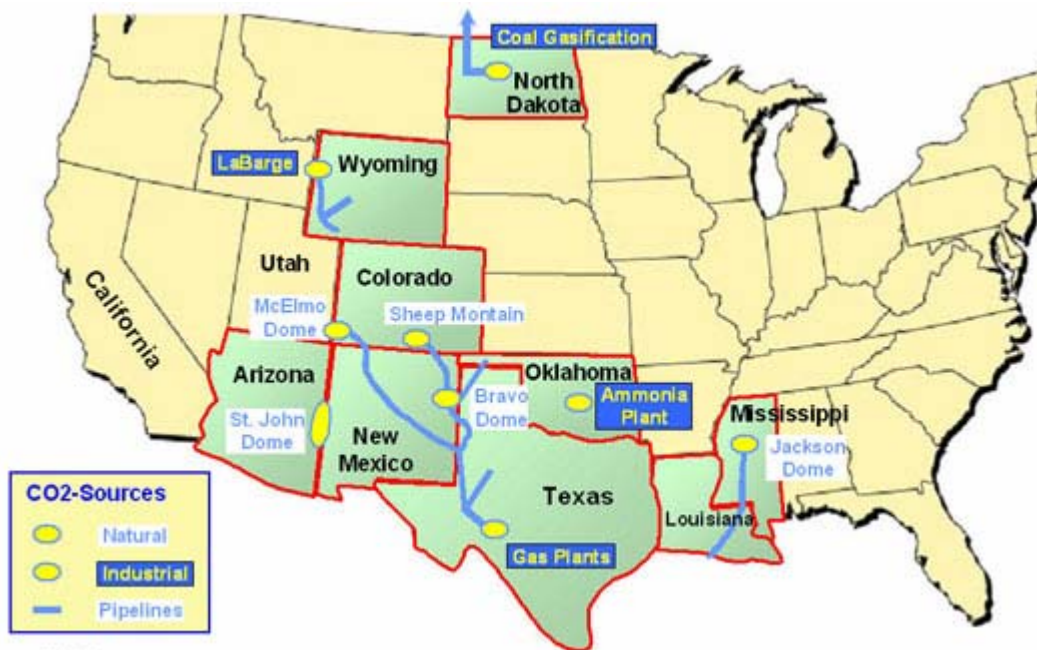 Coal Gasification
North
Dakota
LaBarge
Wyoming
Utah
Colorado
California
McElmo
Dome
Sheep Montain
Arizona
Oklahoma
St. John
Dome
New
Mexico
Bravo
Dome
Ammonia
Plant
Mississippi
Jackson
Dome
Texas
Louisiana
Gas Plants
CO2-Sources
Natural
Industrial
Pipelines